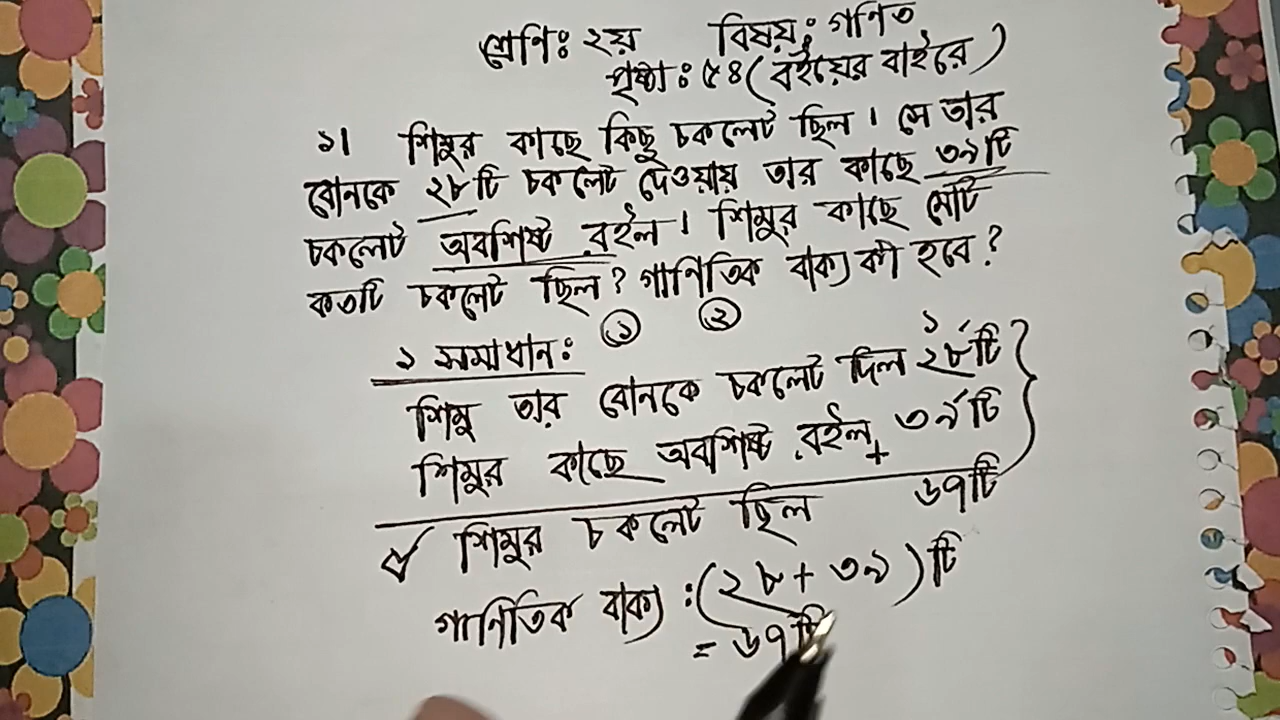 শ্রেণি: ২য় বিষয়: গণিত
পৃষ্ঠা: ৫৪ (বইয়ের বাইরে)
১। শিমুর কাছে কিছু চকলেট ছিল। সে তার
বোনকে ২৮টি চকলেট দেওয়ায় তার কাছে ৩৯টি
চকলেট অবশিষ্ট রইল। শিমুর কাছে মোট
কতটি চকলেট ছিল? গাণিতিক বাক্য কী হবে?
১ ২
১ সমাধান:
১
শিমু তার বোনকে চকলেট দিল ২৮টি
শিমুর কাছে অবশিষ্ট রইল + ৩৯টি
শিমুর চকলেট ছিল ৬৭টি
গাণিতিক বাক্য : (২৮ + ৩৯) টি
= ৬৭টি